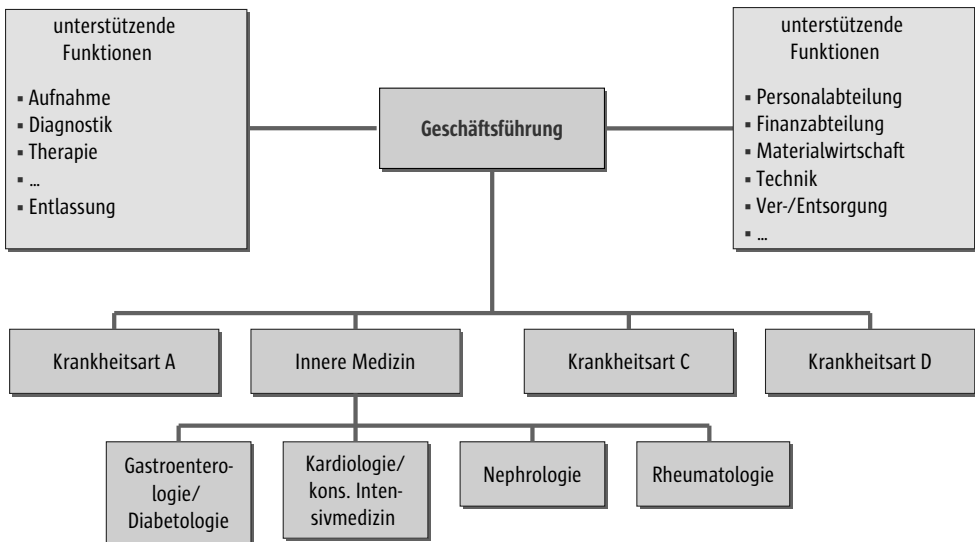 unterstützende
Funktionen
▪ Aufnahme
▪ Diagnostik
▪ Therapie
▪ ...
▪ Entlassung
Geschäftsführung
unterstützende
Funktionen
▪ Personalabteilung
▪ Finanzabteilung
▪ Materialwirtschaft
▪ Technik
▪ Ver-/Entsorgung
▪ ...
Krankheitsart A
Innere Medizin
Krankheitsart C
Krankheitsart D
Gastroentero-
logie/
Diabetologie
Kardiologie/
kons. Inten-
sivmedizin
Nephrologie
Rheumatologie